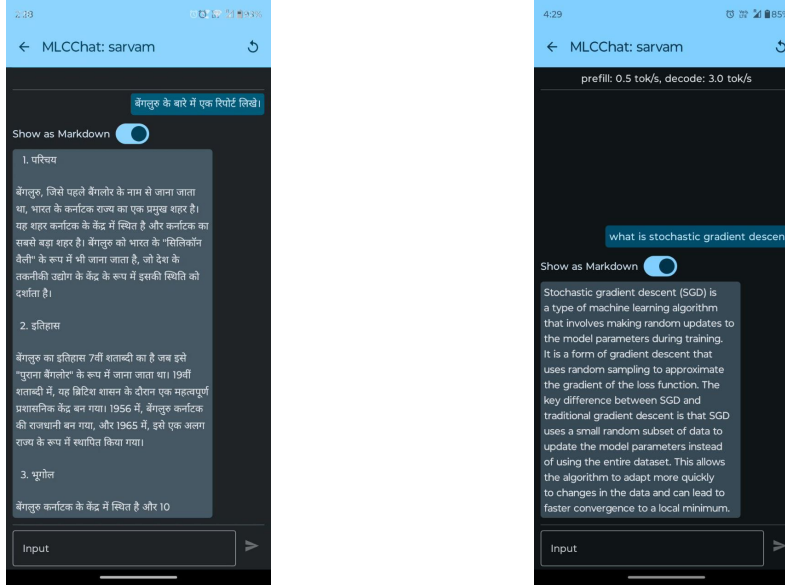 MLCChat: sarvam
बेंगलुरु के बारे में एक रिपोर्ट लिखे।
Show as Markdown
1. परिचय
बेंगलुरु, जिसे पहले बैंगलोर के नाम से जाना जाता
था, भारत के कर्नाटक राज्य का एक प्रमुख शहर है।
यह शहर कर्नाटक के केंद्र में स्थित है और कर्नाटक का
सबसे बड़ा शहर है। बेंगलुरु को भारत के "सिलिकॉन
वैली" के रूप में भी जाना जाता है, जो देश के
तकनीकी उद्योग के केंद्र के रूप में इसकी स्थिति को
दर्शाता है।
2. इतिहास
बेंगलुरु का इतिहास 7वीं शताब्दी का है जब इसे
"पुराना बैंगलोर" के रूप में जाना जाता था। 19वीं
शताब्दी में, यह ब्रिटिश शासन के दौरान एक महत्वपूर्ण
प्रशासनिक केंद्र बन गया। 1956 में, बेंगलुरु कर्नाटक
की राजधानी बन गया, और 1965 में, इसे एक अलग
राज्य के रूप में स्थापित किया गया।
3. भूगोल
बेंगलुरु कर्नाटक के केंद्र में स्थित है और 10
Input
4:29
85%
MLCChat: sarvam
prefill: 0.5 tok/s, decode: 3.0 tok/s
what is stochastic gradient descen
Show as Markdown
Stochastic gradient descent (SGD) is
a type of machine learning algorithm
that involves making random updates to
the model parameters during training.
It is a form of gradient descent that
uses random sampling to approximate
the gradient of the loss function. The
key difference between SGD and
traditional gradient descent is that SGD
uses a small random subset of data to
update the model parameters instead
of using the entire dataset. This allows
the algorithm to adapt more quickly
to changes in the data and can lead to
faster convergence to a local minimum.
Input